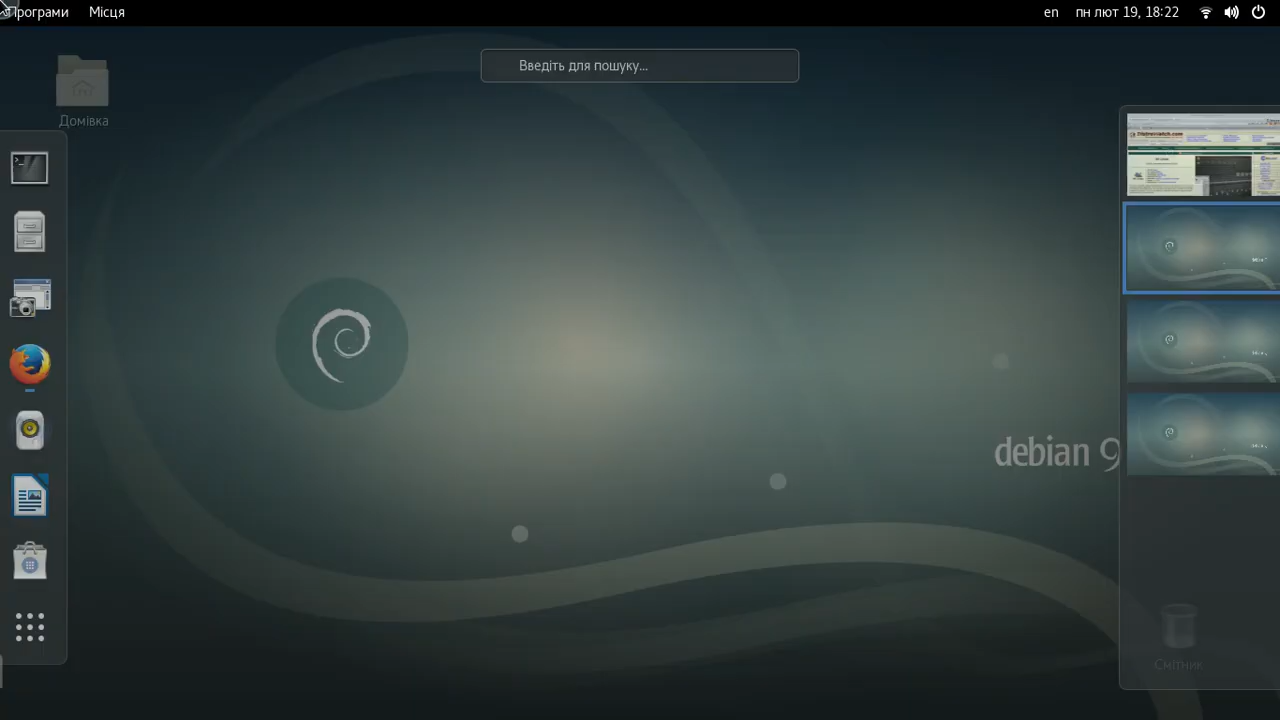 Програми Місця en пн лют 19, 18:22
Введіть для пошуку...
Домівка
debian 9
Смітник